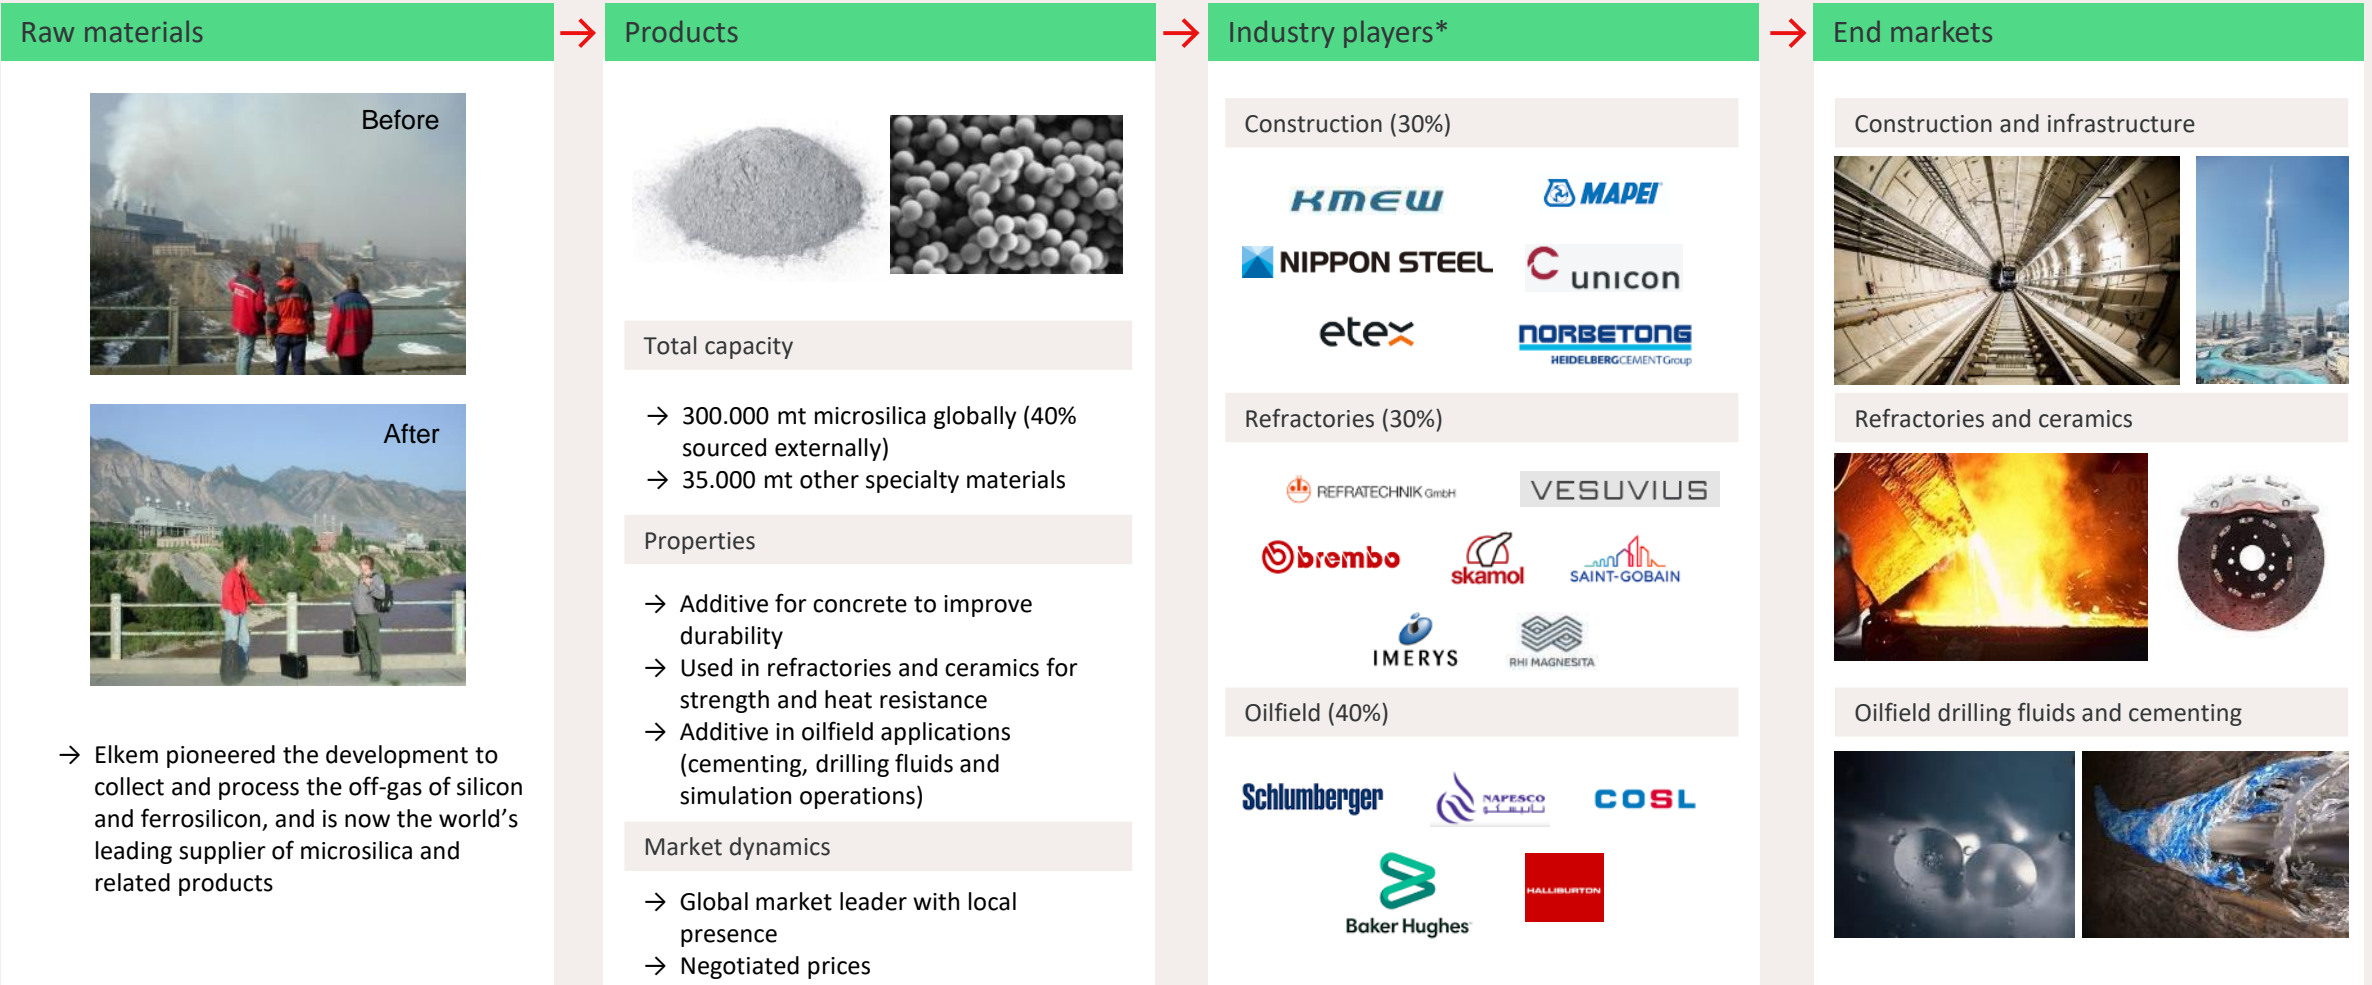 Raw materials
Before
After
→ Elkem pioneered the development to
collect and process the off-gas of silicon
and ferrosilicon, and is now the world's
leading supplier of microsilica and
related products
→
Products
Total capacity
→ 300.000 mt microsilica globally (40%
sourced externally)
→ 35.000 mt other specialty materials
Properties
→ Additive for concrete to improve
durability
→ Used in refractories and ceramics for
strength and heat resistance
→ Additive in oilfield applications
(cementing, drilling fluids and
simulation operations)
Market dynamics
→ Global market leader with local
presence
→ Negotiated prices
→
Industry players*
Construction (30%)
KMEW
MAPEI
NIPPON STEEL
unicon
etex
NORBETONG
HEIDELBERGCEMENT Group
Refractories (30%)
REFRATECHNIK GmbH
VESUVIUS
brembo
skamol
SAINT-GOBAIN
IMERYS
RHI MAGNESITA
Oilfield (40%)
Schlumberger
NAPESCO
نابيسكو
COSL
Baker Hughes
HALLIBURTON
→
End markets
Construction and infrastructure
Refractories and ceramics
Oilfield drilling fluids and cementing